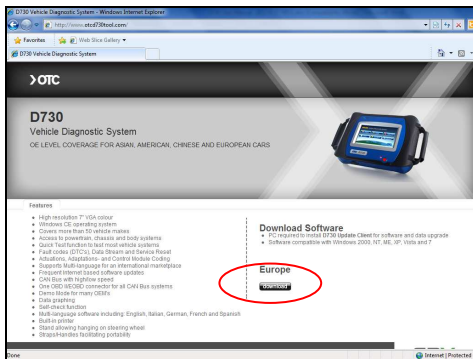 D730 Vehicle Diagnostic System - Windows Internet Explorer
http://www.otcd730tool.com/
Favorites Web Slice Gallery
D730 Vehicle Diagnostic System
OTC
D730
Vehicle Diagnostic System
OE LEVEL COVERAGE FOR ASIAN, AMERICAN, CHINESE AND EUROPEAN CARS
Features
High resolution 7" VGA colour
Windows CE operating system
Covers more than 50 vehicle makes
Access to powertrain, chassis and body systems
Quick Test function to test most vehicle systems
Fault codes (DTC's), Data Stream and Service Reset
Actuations, Adaptations- and Control Module Coding
Supports Multi-language for an international marketplace
Frequent Internet based software updates
CAN Bus with high/low speed
One OBD II/EOBD connector for all CAN Bus systems
Demo Mode for many OEM's
Data graphing
Self-check function
Multi-language software including: English, Italian, German, French and Spanish
Built-in printer
Stand allowing hanging on steering wheel
Straps/Handles facilitating portability
Download Software
PC required to install D730 Update Client for software and data upgrade
Software compatible with Windows 2000, NT, ME, XP, Vista and 7
Europe
download
Done
Internet | Protected